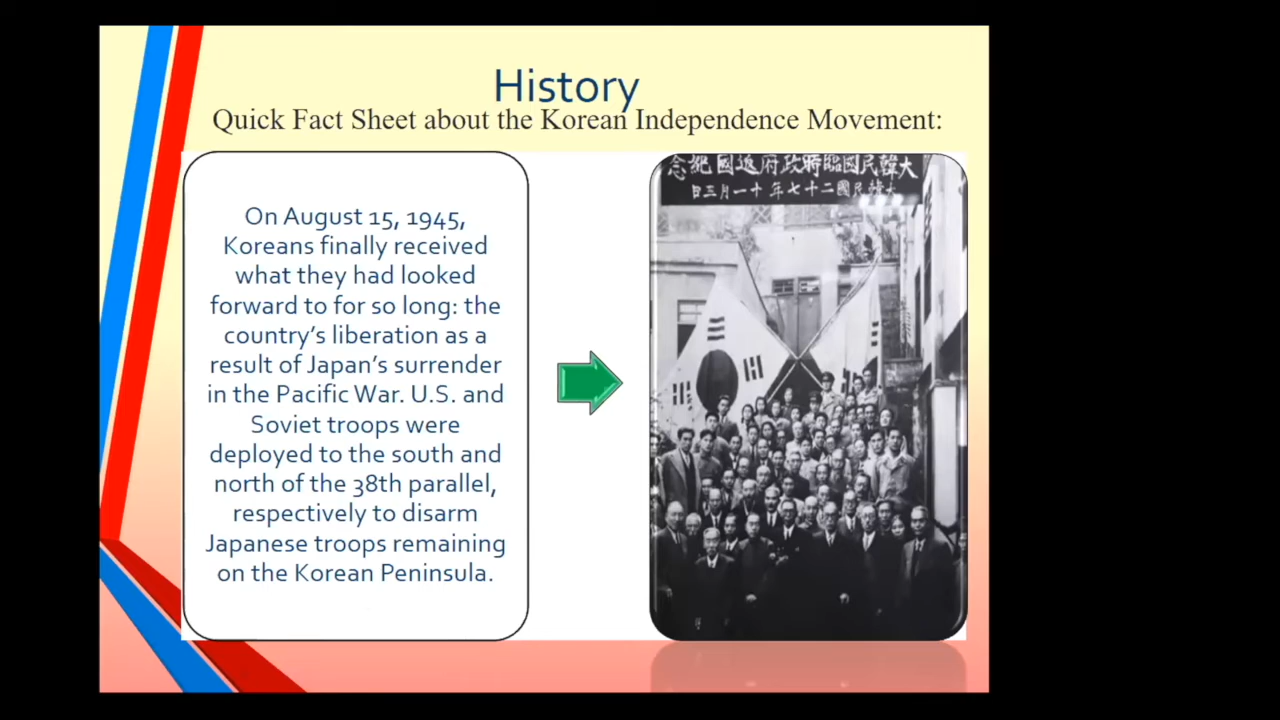 History
Quick Fact Sheet about the Korean Independence Movement:
On August 15, 1945,
Koreans finally received
what they had looked
forward to for so long: the
country's liberation as a
result of Japan's surrender
in the Pacific War. U.S. and
Soviet troops were
deployed to the south and
north of the 38th parallel,
respectively to disarm
Japanese troops remaining
on the Korean Peninsula.
大韓民國臨時政府還國紀念
大韓民國二十七年十一月三日